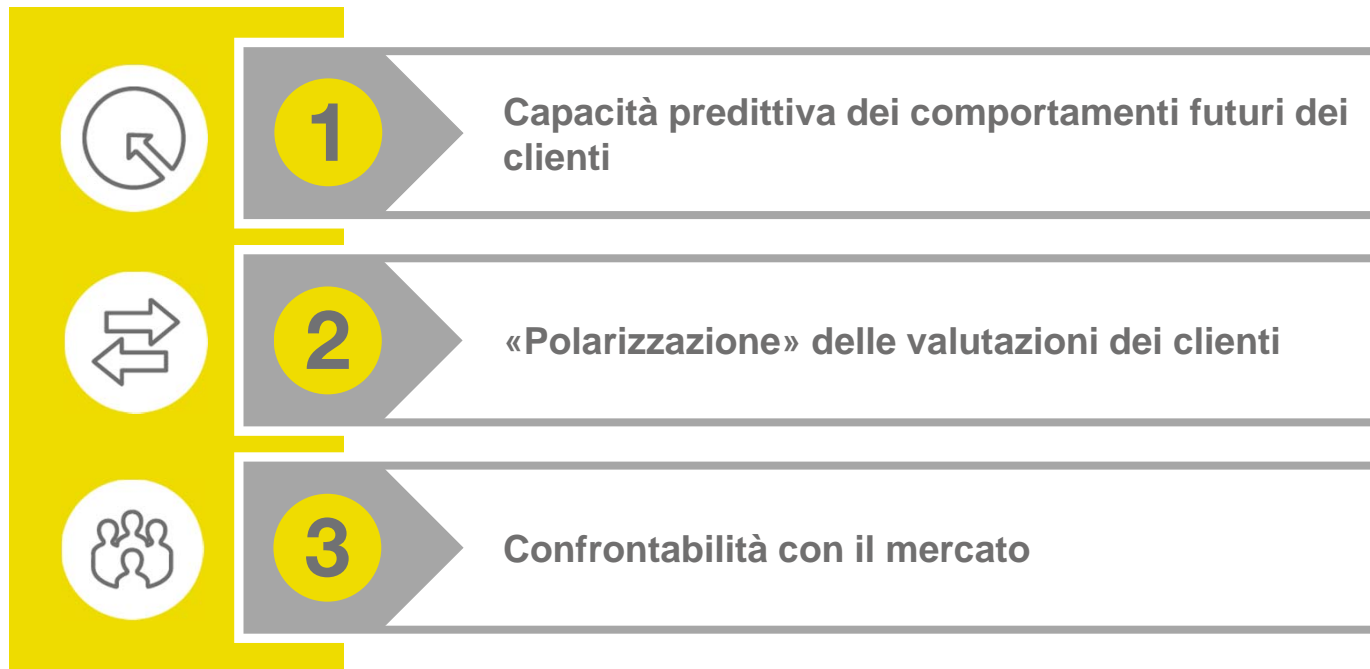 1
Capacità predittiva dei comportamenti futuri dei
clienti
2
«Polarizzazione» delle valutazioni dei clienti
3
Confrontabilità con il mercato